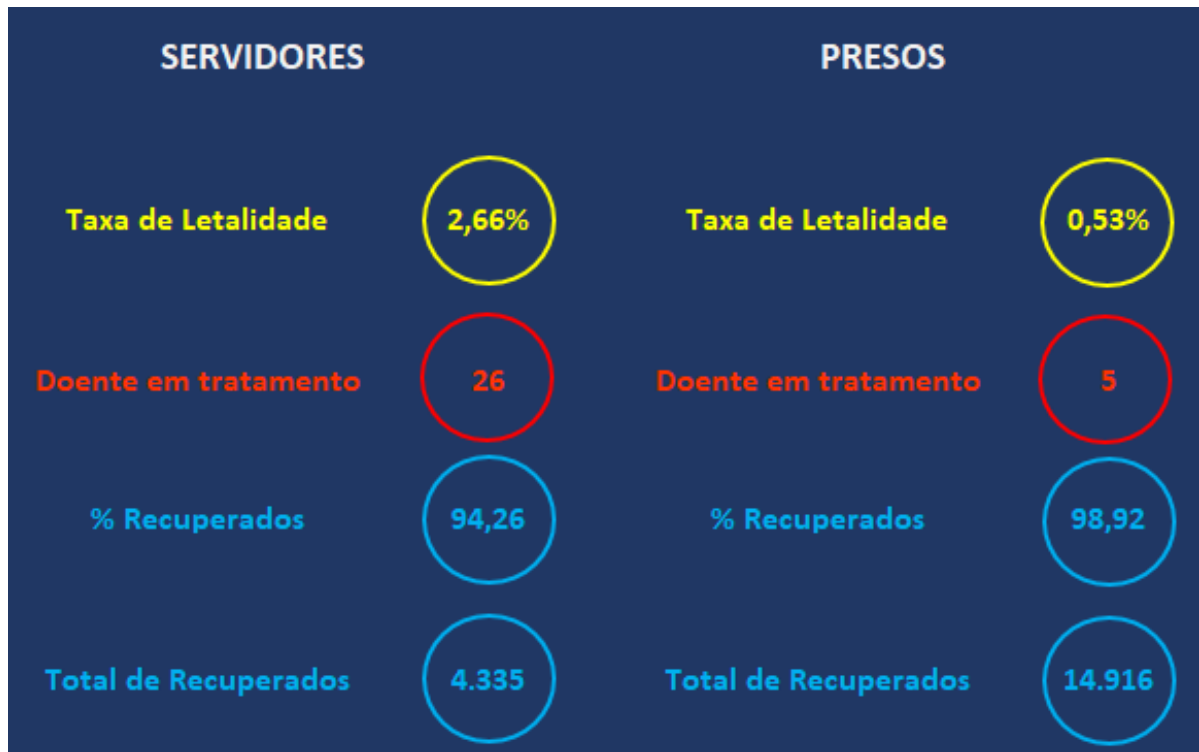 SERVIDORES
PRESOS
Taxa de Letalidade
2,66%
Taxa de Letalidade
0,53%
Doente em tratamento
26
Doente em tratamento
5
% Recuperados
94,26
% Recuperados
98,92
Total de Recuperados
4.335
Total de Recuperados
14.916